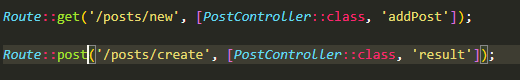 Route::get('/posts/new', [PostController::class, 'addPost']);
Route::post('/posts/create', [PostController::class, 'result']);